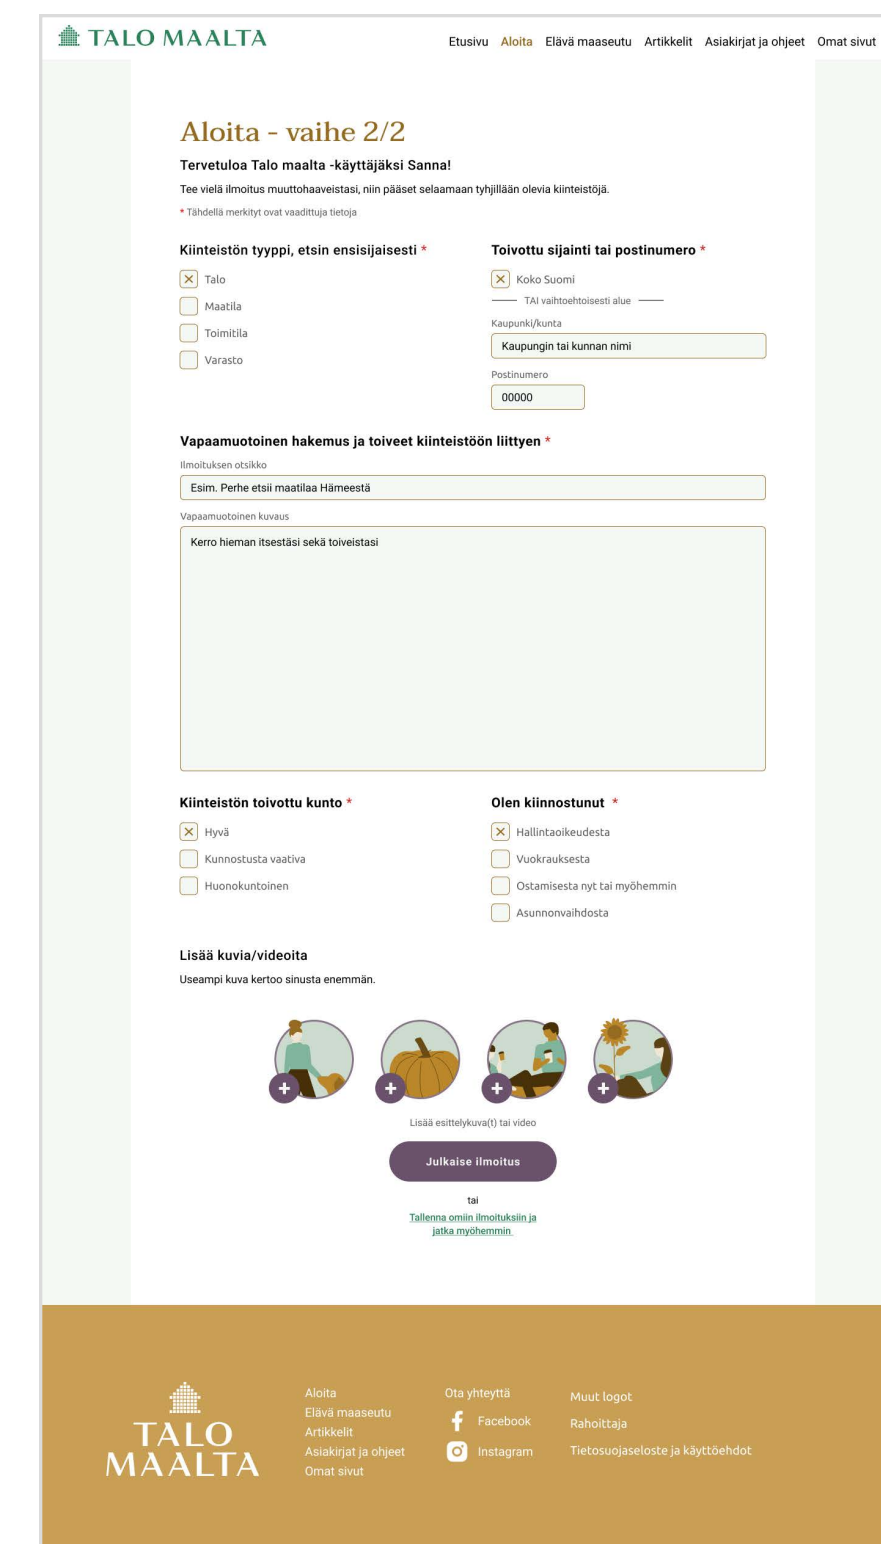 TALO MAALTA
Etusivu Aloita Elävä maaseutu Artikkelit Asiakirjat ja ohjeet Omat sivut
Aloita - vaihe 2/2
Tervetuloa Talo maalta -käyttäjäksi Sanna!
Tee vielä ilmoitus muuttohaaveistasi, niin pääset selaamaan tyhjillään olevia kiinteistöjä.
* Tähdellä merkityt ovat vaadittuja tietoja
Kiinteistön tyyppi, etsin ensisijaisesti *
Talo
Maatila
Toimitila
Varasto
Toivottu sijainti tai postinumero *
Koko Suomi
TAI vaihtoehtoisesti alue
Kaupunki/kunta
Kaupungin tai kunnan nimi
Postinumero
00000
Vapaamuotoinen hakemus ja toiveet kiinteistöön liittyen *
Ilmoituksen otsikko
Esim. Perhe etsii maatilaa Hämeestä
Vapaamuotoinen kuvaus
Kerro hieman itsestäsi sekä toiveistasi
Kiinteistön toivottu kunto *
Hyvä
Kunnostusta vaativa
Huonokuntoinen
Olen kiinnostunut *
Hallintaoikeudesta
Vuokrauksesta
Ostamisesta nyt tai myöhemmin
Asunnonvaihdosta
Lisää kuvia/videoita
Useampi kuva kertoo sinusta enemmän.
Lisää esittelykuva(t) tai video
Julkaise ilmoitus
tai
Tallenna omiin ilmoituksiin ja
jatka myöhemmin
TALO
MAALTA
Aloita
Elävä maaseutu
Artikkelit
Asiakirjat ja ohjeet
Omat sivut
Ota yhteyttä
Facebook
Instagram
Muut logot
Rahoittaja
Tietosuojaseloste ja käyttöehdot